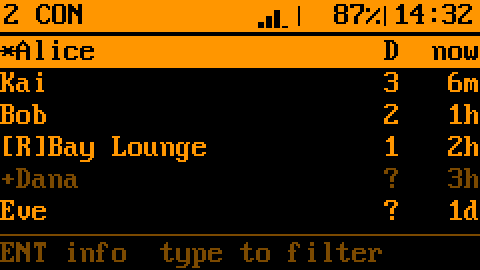 2 CON 87%|14:32
*Alice D now
Kai 3 6m
Bob 2 1h
[R]Bay Lounge 1 2h
+Dana ? 3h
Eve ? 1d
ENT info type to filter